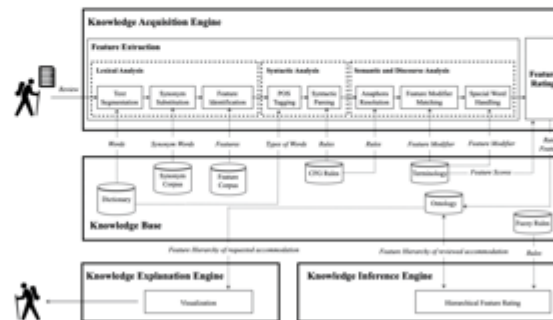 Knowledge Acquisition Engine
Feature Extraction
Lexical Analysis
Syntactic Analysis
Semantic and Discourse Analysis
Review
Text
Segmentation
Synonym
Substitution
Feature
Identification
POS
Tagging
Syntactic
Parsing
Anaphora
Resolution
Feature Modifier
Matching
Special Word
Handling
Words
Synonym Words
Features
Types of Words
Rules
Rules
Feature Modifier
Feature Modifier
Feature Scores
Dictionary
Synonym
Corpus
Feature
Corpus
CFG Rules
Terminology
Ontology
Fuzzy Rules
Knowledge Base
Feature Hierarchy of requested accommodation
Feature Hierarchy of reviewed accommodation
Rules
Knowledge Explanation Engine
Visualization
Knowledge Inference Engine
Hierarchical Feature Rating